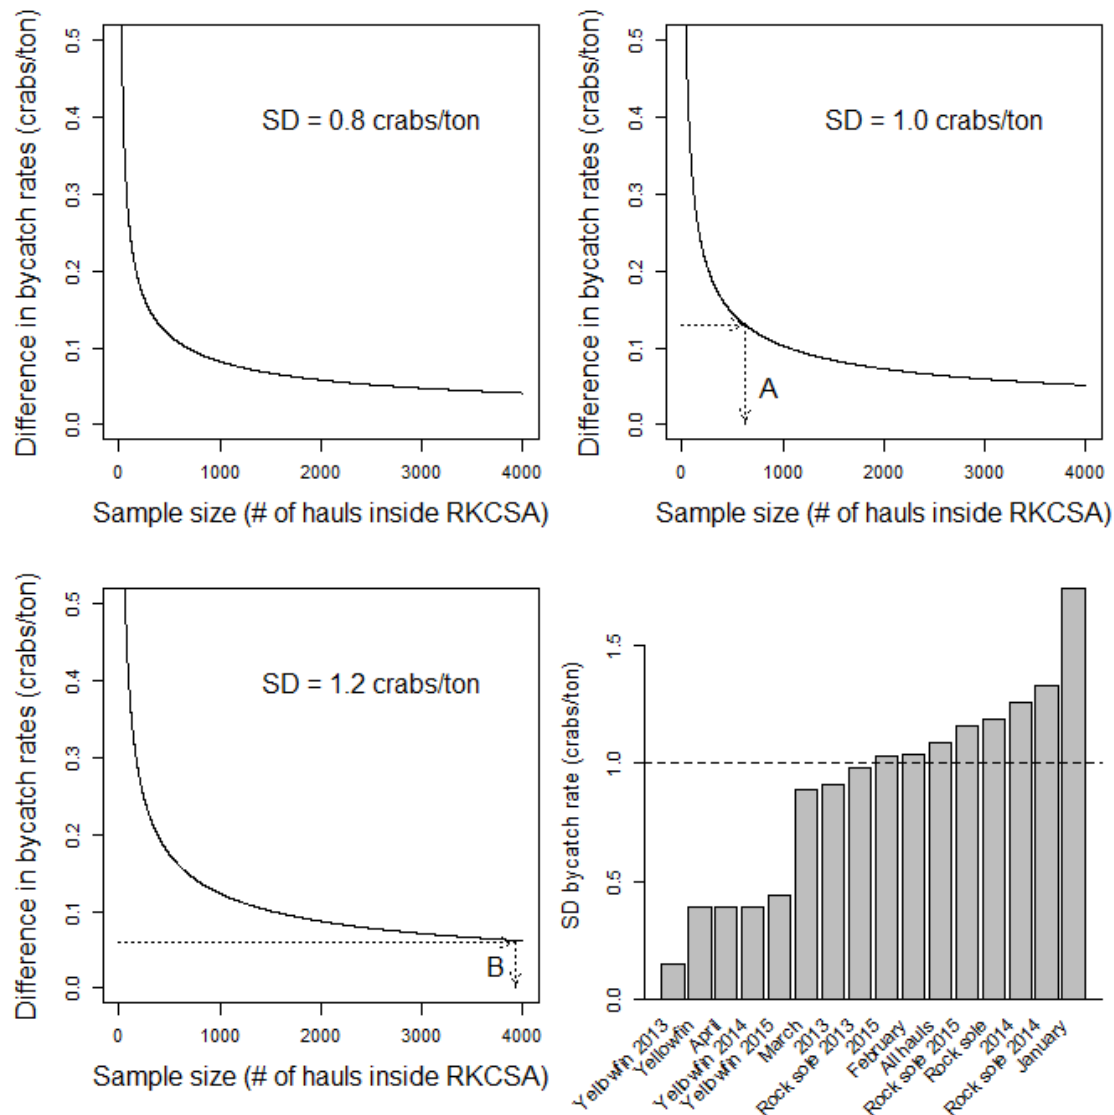 Difference in bycatch rates (crabs/ton)
0.5
0.4
0.3
0.2
0.1
0.0
SD = 0.8 crabs/ton
0 1000 2000 3000 4000
Sample size (# of hauls inside RKCSA)
Difference in bycatch rates (crabs/ton)
0.5
0.4
0.3
0.2
0.1
0.0
SD = 1.0 crabs/ton
A
0 1000 2000 3000 4000
Sample size (# of hauls inside RKCSA)
Difference in bycatch rates (crabs/ton)
0.5
0.4
0.3
0.2
0.1
0.0
SD = 1.2 crabs/ton
B
0 1000 2000 3000 4000
Sample size (# of hauls inside RKCSA)
SD bycatch rate (crabs/ton)
1.5
1.0
0.5
0.0
Yellowfin 2013
Yellowfin
April
Yellowfin 2014
Yellowfin 2015
March
2013
Rock sole 2013
2015
February
All hauls
Rock sole 2015
Rock sole
2014
Rock sole 2014
January